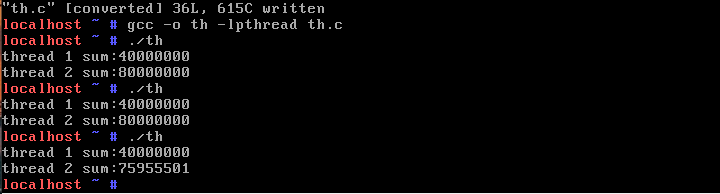 "th.c" [converted] 36L, 615C written
localhost ~ # gcc -o th -lpthread th.c
localhost ~ # ./th
thread 1 sum:40000000
thread 2 sum:80000000
localhost ~ # ./th
thread 1 sum:40000000
thread 2 sum:80000000
localhost ~ # ./th
thread 1 sum:40000000
thread 2 sum:75955501
localhost ~ #